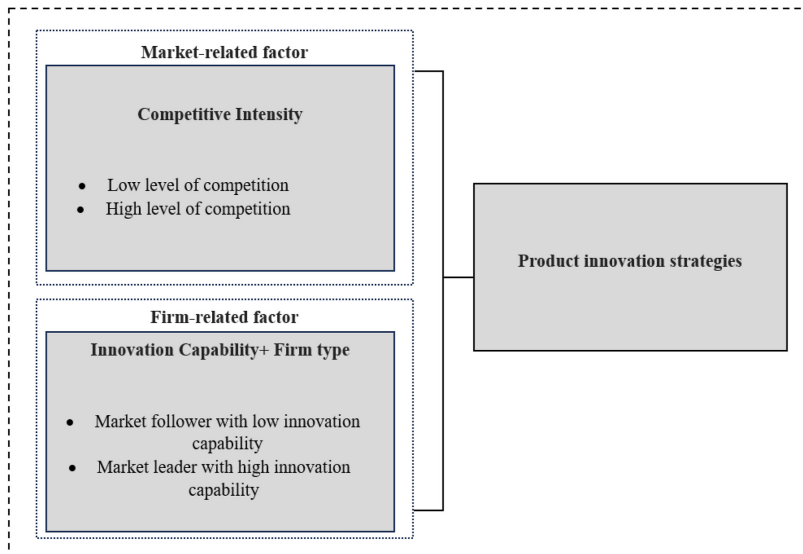 Market-related factor
Competitive Intensity
• Low level of competition
• High level of competition
Firm-related factor
Innovation Capability+ Firm type
• Market follower with low innovation
capability
• Market leader with high innovation
capability
Product innovation strategies